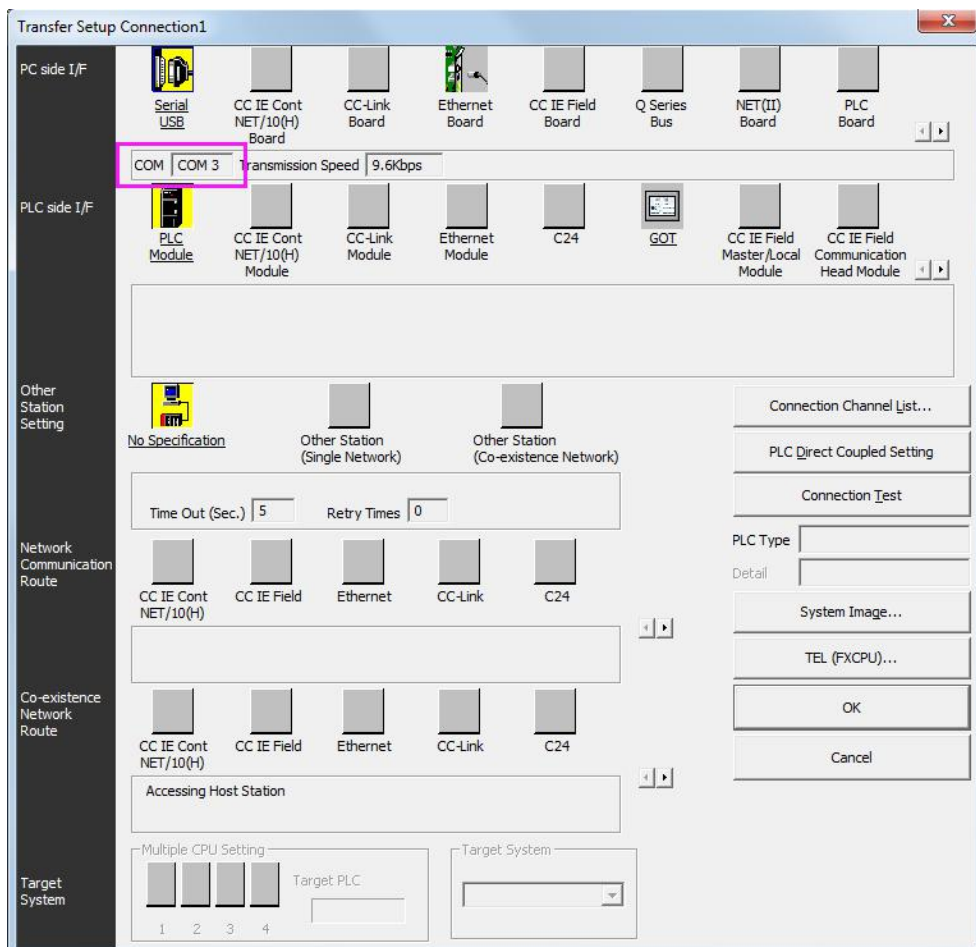 Transfer Setup Connection1
PC side I/F
Serial
USB
CC IE Cont
NET/10(H)
Board
CC-Link
Board
Ethernet
Board
CC IE Field
Board
Q Series
Bus
NET(II)
Board
PLC
Board
COM COM 3 Transmission Speed 9.6Kbps
PLC side I/F
PLC
Module
CC IE Cont
NET/10(H)
Module
CC-Link
Module
Ethernet
Module
C24
GOT
CC IE Field
Master/Local
Module
CC IE Field
Communication
Head Module
Other
Station
Setting
No Specification
Other Station
(Single Network)
Other Station
(Co-existence Network)
Time Out (Sec.) 5 Retry Times 0
Connection Channel List...
PLC Direct Coupled Setting
Connection Test
PLC Type
Detail
System Image...
TEL (FXCPU)...
OK
Cancel
Network
Communication
Route
CC IE Cont
NET/10(H)
CC IE Field
Ethernet
CC-Link
C24
Co-existence
Network
Route
CC IE Cont
NET/10(H)
CC IE Field
Ethernet
CC-Link
C24
Accessing Host Station
Target
System
Multiple CPU Setting
1 2 3 4
Target PLC
Target System